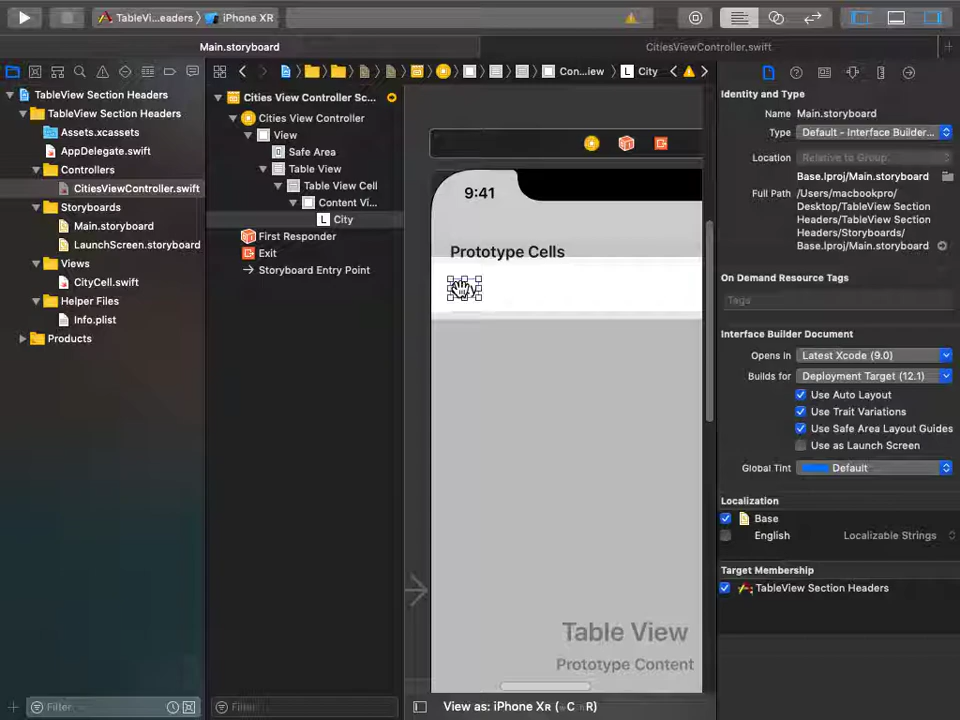 TableVi...eaders
iPhone XR
Main.storyboard
CitiesViewController.swift
Con...iew
L City
TableView Section Headers
TableView Section Headers
Assets.xcassets
AppDelegate.swift
Controllers
CitiesViewController.swift
Storyboards
Main.storyboard
LaunchScreen.storyboard
Views
CityCell.swift
Helper Files
Info.plist
Products
Filter
Cities View Controller Sc...
Cities View Controller
View
Safe Area
Table View
Table View Cell
Content Vi...
L City
First Responder
Exit
Storyboard Entry Point
Filter
9:41
Prototype Cells
Table View
Prototype Content
View as: iPhone XR (wC hR)
Identity and Type
Name Main.storyboard
Type Default - Interface Builder...
Location Relative to Group
Base.lproj/Main.storyboard
Full Path /Users/macbookpro/
Desktop/TableView Section
Headers/TableView Section
Headers/Storyboards/
Base.lproj/Main.storyboard
On Demand Resource Tags
Tags
Interface Builder Document
Opens in Latest Xcode (9.0)
Builds for Deployment Target (12.1)
Use Auto Layout
Use Trait Variations
Use Safe Area Layout Guides
Use as Launch Screen
Global Tint Default
Localization
Base
English Localizable Strings
Target Membership
TableView Section Headers